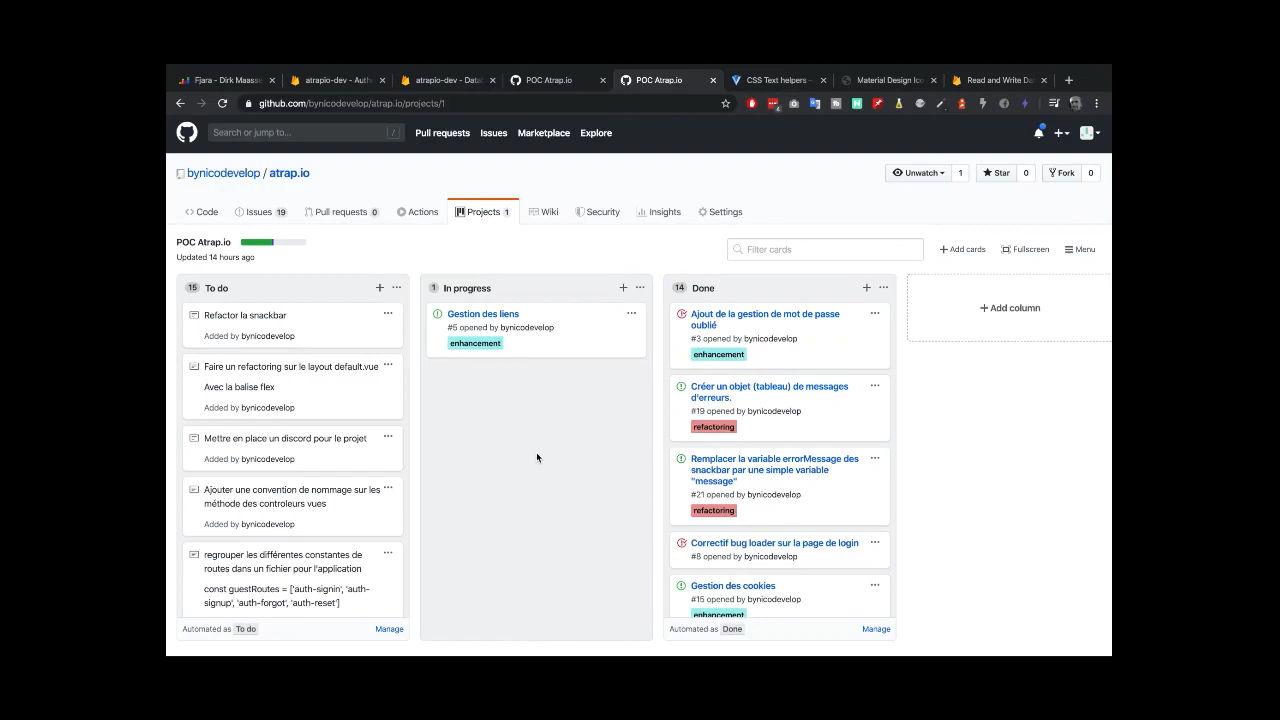 Fjara - Dirk Maasse
atrapio-dev - Auth
atrapio-dev - Data
POC Atrap.io
POC Atrap.io
CSS Text helpers —
Material Design Ico
Read and Write Da
github.com/bynicodevelop/atrap.io/projects/1
Search or jump to...
/
Pull requests
Issues
Marketplace
Explore
bynicodevelop / atrap.io
Unwatch 1
Star 0
Fork 0
Code
Issues 19
Pull requests 0
Actions
Projects 1
Wiki
Security
Insights
Settings
POC Atrap.io
Updated 14 hours ago
Filter cards
Add cards
Fullscreen
Menu
15 To do
Refactor la snackbar
Added by bynicodevelop
Faire un refactoring sur le layout default.vue
Avec la balise flex
Added by bynicodevelop
Mettre en place un discord pour le projet
Added by bynicodevelop
Ajouter une convention de nommage sur les
méthode des controleurs vues
Added by bynicodevelop
regrouper les différentes constantes de
routes dans un fichier pour l'application
const guestRoutes = ['auth-signin', 'auth-
signup', 'auth-forgot', 'auth-reset']
Automated as To do
Manage
1 In progress
Gestion des liens
#5 opened by bynicodevelop
enhancement
14 Done
Ajout de la gestion de mot de passe
oublié
#3 opened by bynicodevelop
enhancement
Créer un objet (tableau) de messages
d'erreurs.
#19 opened by bynicodevelop
refactoring
Remplacer la variable errorMessage des
snackbar par une simple variable
"message"
#21 opened by bynicodevelop
refactoring
Correctif bug loader sur la page de login
#8 opened by bynicodevelop
Gestion des cookies
#15 opened by bynicodevelop
enhancement
Automated as Done
Manage
Add column